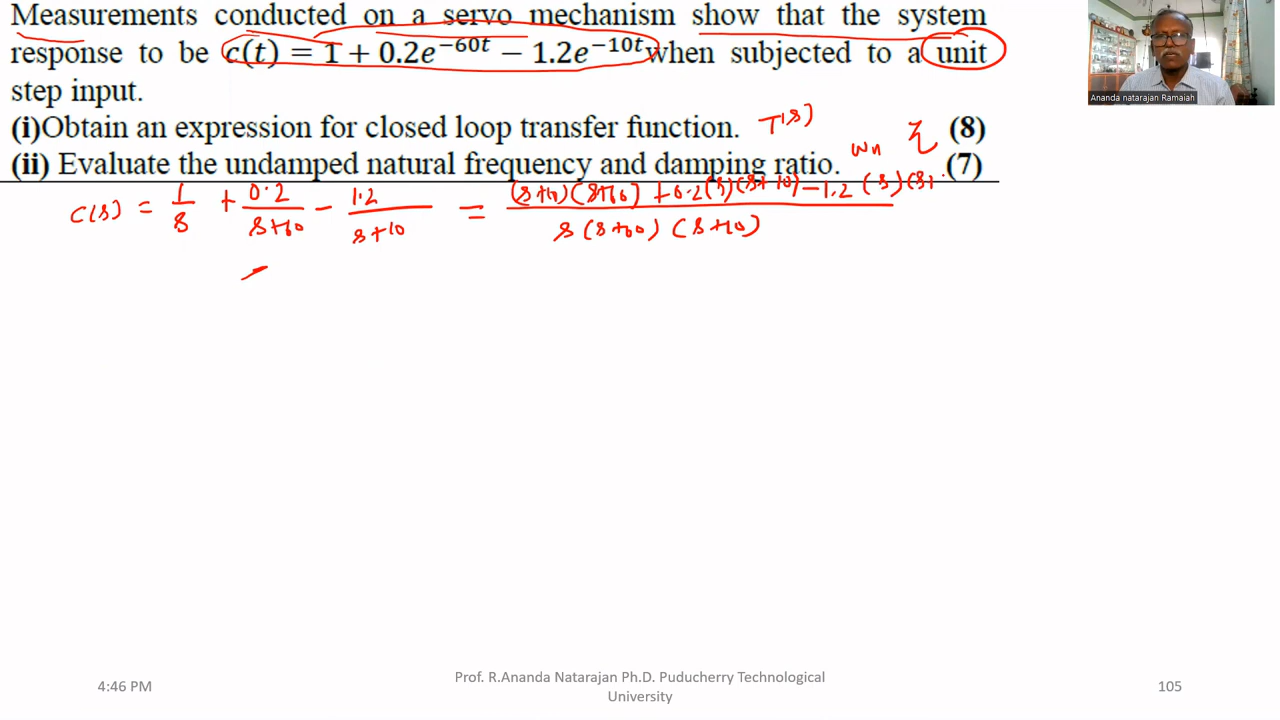 Measurements conducted on a servo mechanism show that the system
response to be c(t) = 1 + 0.2e^{-60t} − 1.2e^{-10t} when subjected to a unit
step input.
(i)Obtain an expression for closed loop transfer function. T(s) (8)
(ii) Evaluate the undamped natural frequency and damping ratio. wn ξ (7)
C(s) = 1/s + 0.2/s+60 − 1.2/s+10 = (s+10)(s+60) + 0.2(s)(s+10) − 1.2 (s)(s+ / s(s+60)(s+10)
Ananda natarajan Ramaiah
4:46 PM
Prof. R.Ananda Natarajan Ph.D. Puducherry Technological
University
105